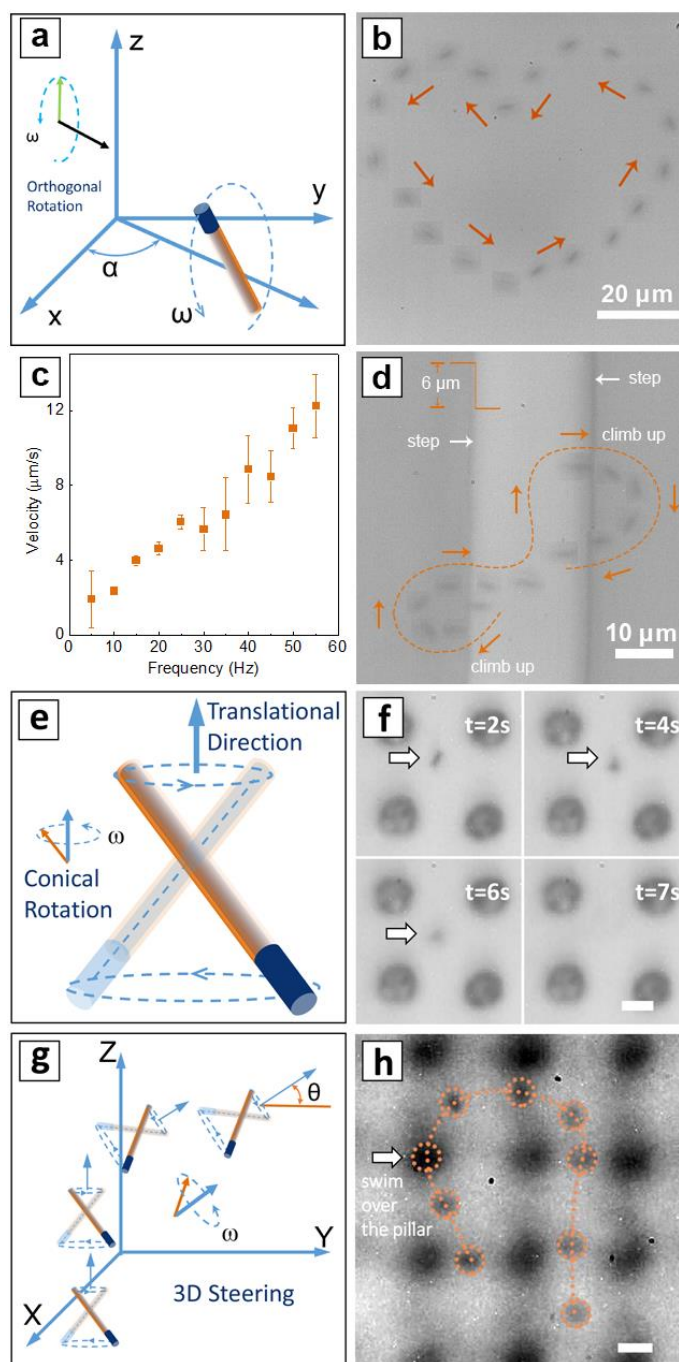 a
z
ω
Orthogonal
Rotation
y
α
x
ω
b
20 µm
c
Velocity (µm/s)
12
8
4
0
0 10 20 30 40 50 60
Frequency (Hz)
d
6 µm
step
step
climb up
climb up
10 µm
e
Translational
Direction
ω
Conical
Rotation
f
t=2s
t=4s
t=6s
t=7s
g
Z
θ
ω
Y
X
3D Steering
h
swim
over
the pillar